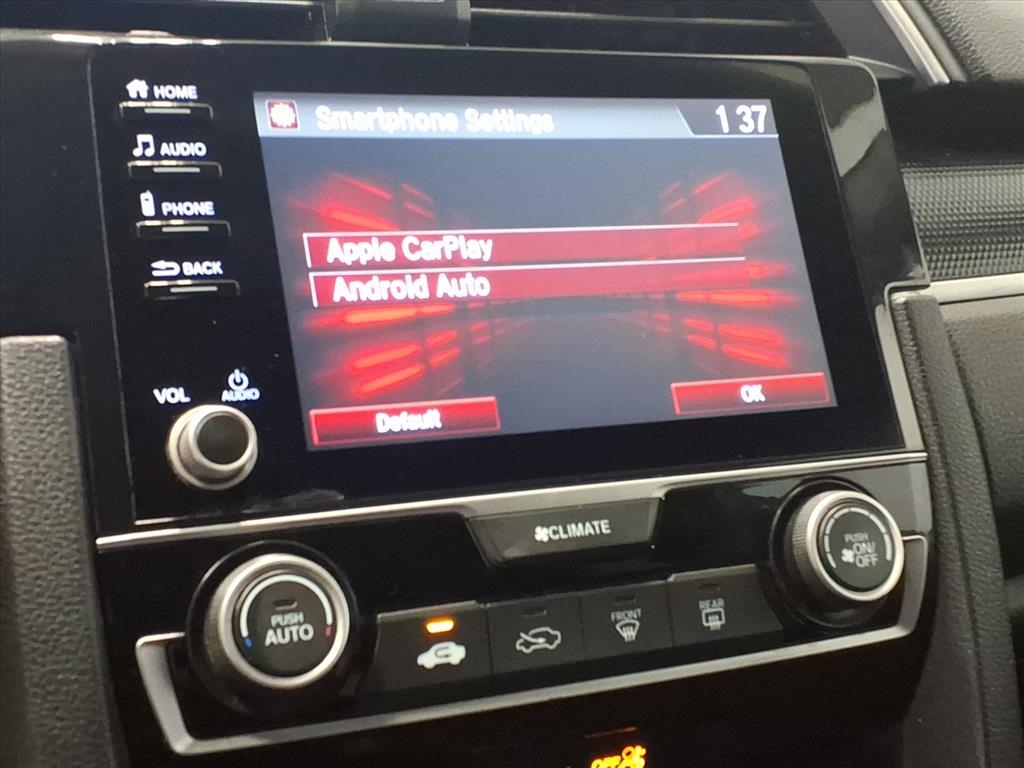 HOME
Smartphone Settings
1 37
AUDIO
PHONE
BACK
Apple CarPlay
Android Auto
VOL
AUDIO
Default
OK
CLIMATE
PUSH
AUTO
FRONT
REAR
PUSH
ON/
OFF
OFF